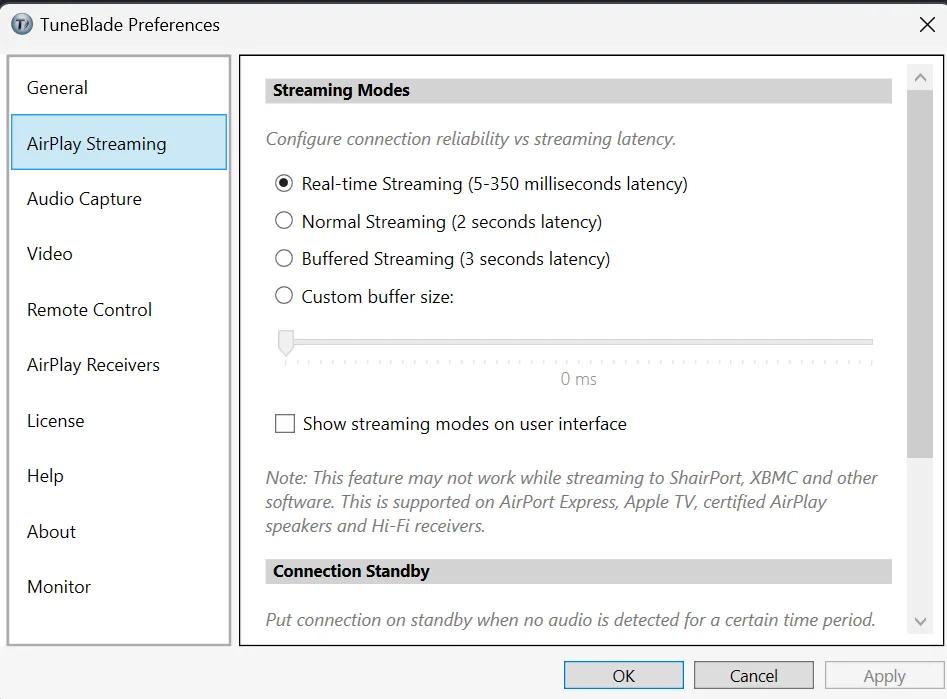 TuneBlade Preferences
General
AirPlay Streaming
Audio Capture
Video
Remote Control
AirPlay Receivers
License
Help
About
Monitor
Streaming Modes
Configure connection reliability vs streaming latency.
Real-time Streaming (5-350 milliseconds latency)
Normal Streaming (2 seconds latency)
Buffered Streaming (3 seconds latency)
Custom buffer size:
0 ms
Show streaming modes on user interface
Note: This feature may not work while streaming to ShairPort, XBMC and other
software. This is supported on AirPort Express, Apple TV, certified AirPlay
speakers and Hi-Fi receivers.
Connection Standby
Put connection on standby when no audio is detected for a certain time period.
OK
Cancel
Apply